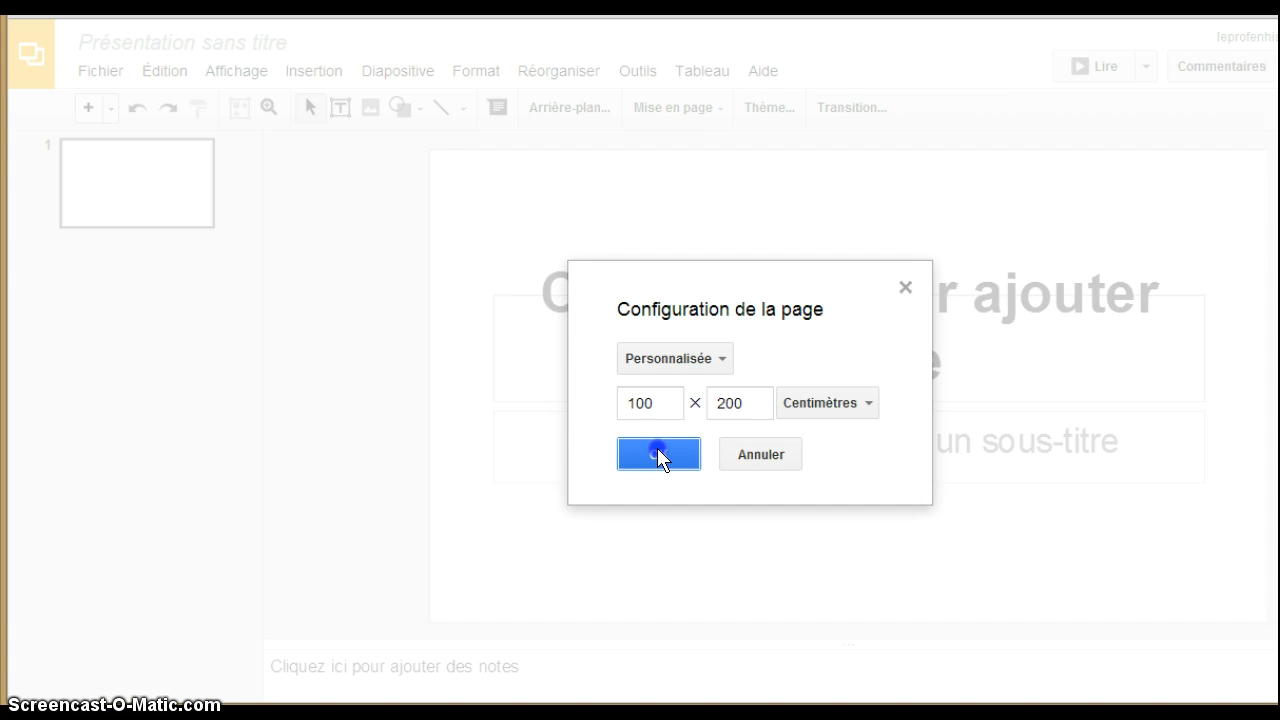 Présentation sans titre
Fichier Édition Affichage Insertion Diapositive Format Réorganiser Outils Tableau Aide
Lire
Commentaires
Arrière-plan... Mise en page Thème... Transition...
1
r ajouter
un sous-titre
Configuration de la page
Personnalisée
100 × 200 Centimètres
Annuler
Cliquez ici pour ajouter des notes
Screencast-O-Matic.com